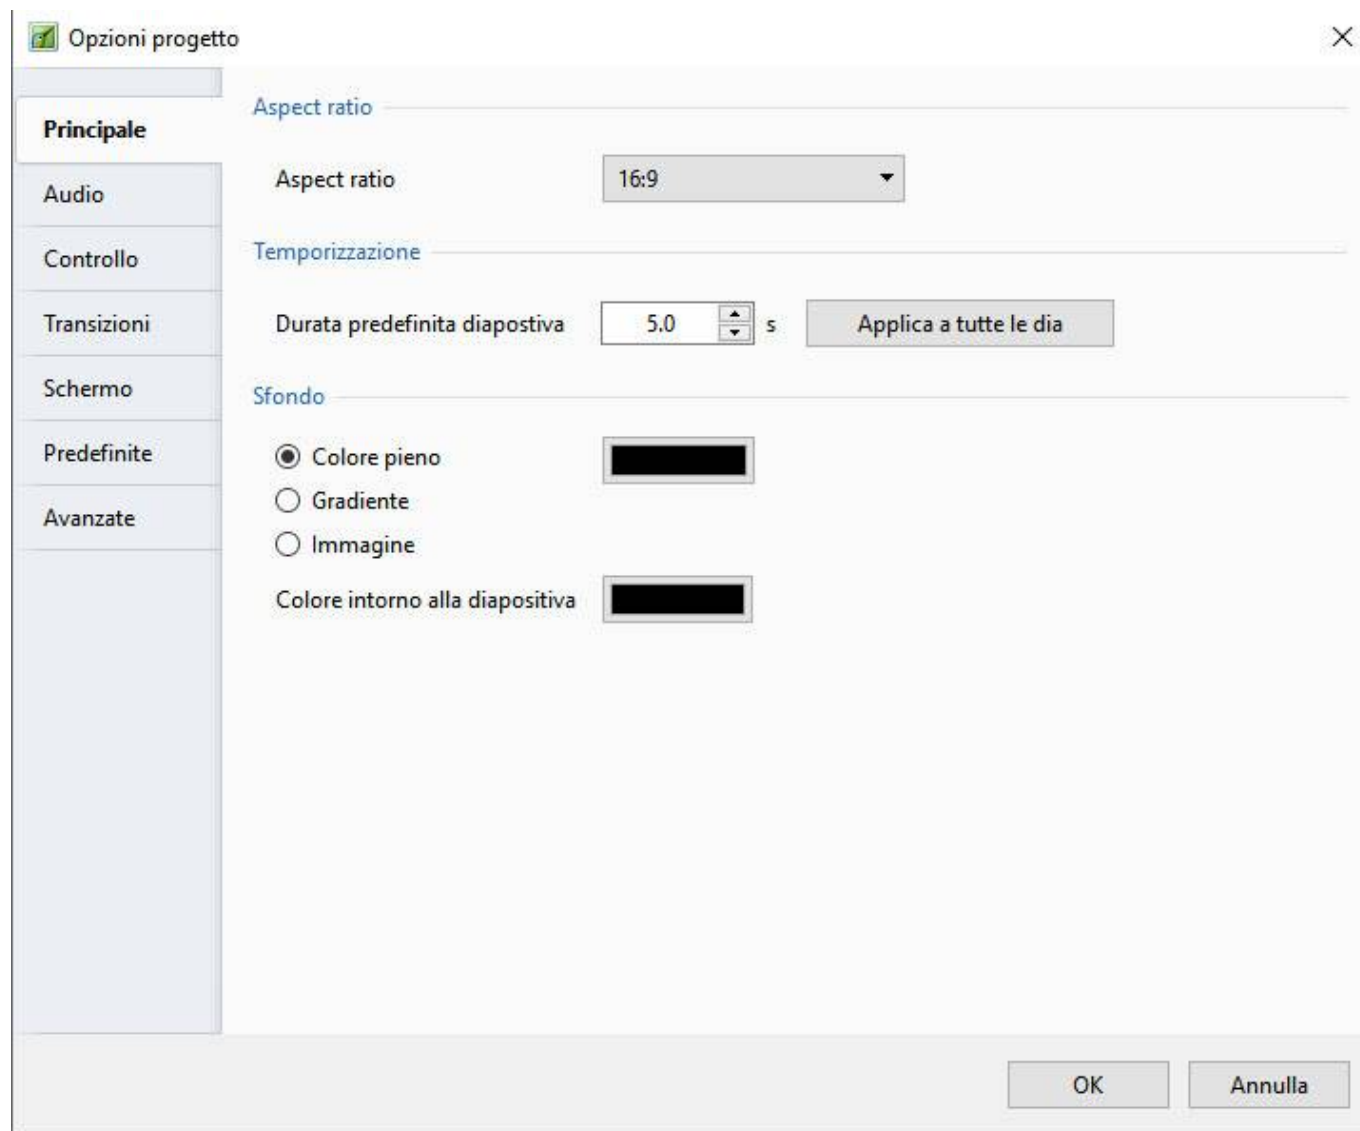 Opzioni progetto
Principale
Audio
Controllo
Transizioni
Schermo
Predefinite
Avanzate
Aspect ratio
Aspect ratio 16:9
Temporizzazione
Durata predefinita diapostiva 5.0 s Applica a tutte le dia
Sfondo
Colore pieno
Gradiente
Immagine
Colore intorno alla diapositiva
OK Annulla